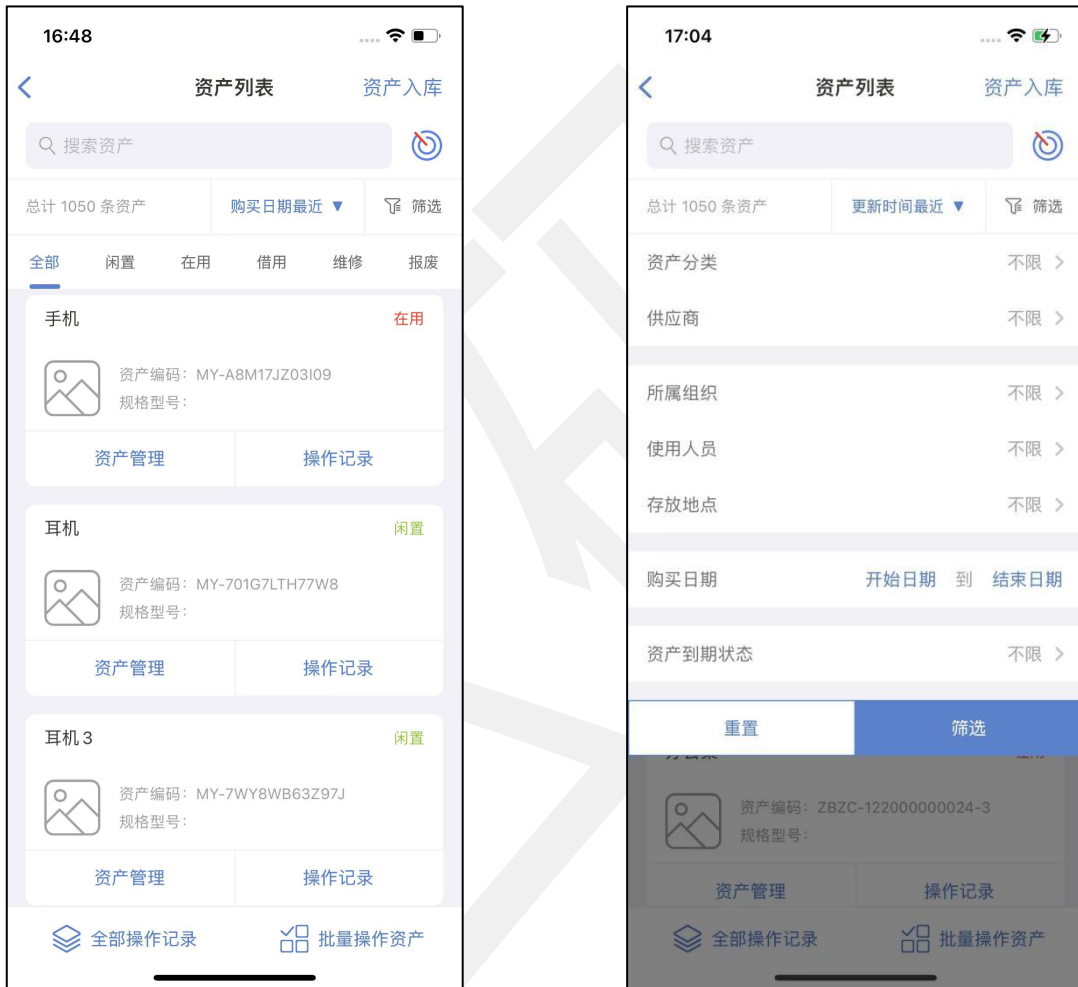 16:48
资产列表 资产入库
搜索资产
总计 1050 条资产 购买日期最近 ▼ 筛选
全部 闲置 在用 借用 维修 报废
手机 在用
资产编码：MY-A8M17JZ03I09
规格型号：
资产管理 操作记录
耳机 闲置
资产编码：MY-701G7LTH77W8
规格型号：
资产管理 操作记录
耳机 3 闲置
资产编码：MY-7WY8WB63Z97J
规格型号：
资产管理 操作记录
全部操作记录 批量操作资产
17:04
资产列表 资产入库
搜索资产
总计 1050 条资产 更新时间最近 ▼ 筛选
资产分类 不限
供应商 不限
所属组织 不限
使用人员 不限
存放地点 不限
购买日期 开始日期 到 结束日期
资产到期状态 不限
重置 筛选
资产编码：ZBZC-122000000024-3
规格型号：
资产管理 操作记录
全部操作记录 批量操作资产